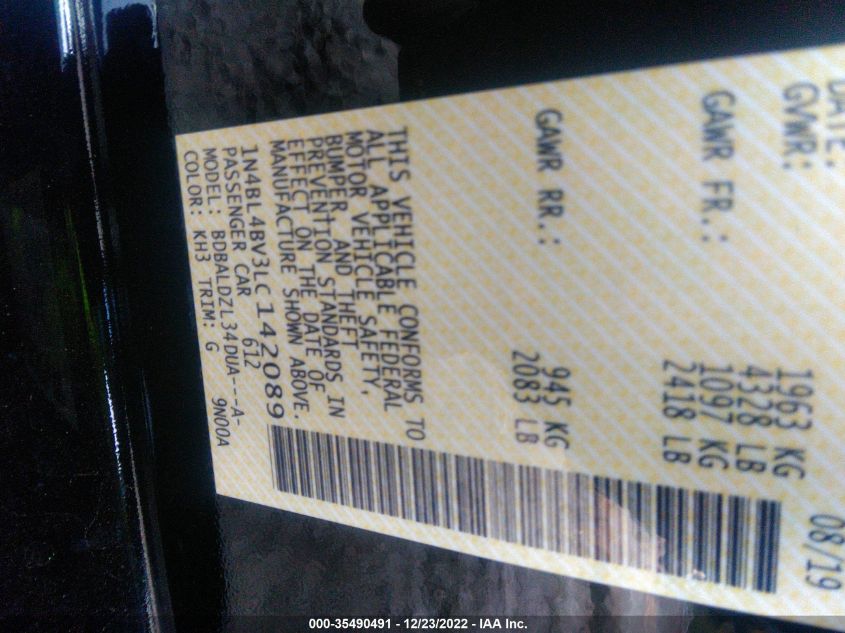 DATE: 08/19
GVWR: 1963 KG
4328 LB
GAWR FR.: 1097 KG
2418 LB
GAWR RR.: 945 KG
2083 LB
THIS VEHICLE CONFORMS TO
ALL APPLICABLE FEDERAL
MOTOR VEHICLE SAFETY,
BUMPER, AND THEFT
PREVENTION STANDARDS IN
EFFECT ON THE DATE OF
MANUFACTURE SHOWN ABOVE.
1N4BL4BV3LC142089
PASSENGER CAR 612
MODEL: BDBALDZL34DUA---A-
COLOR: KH3 TRIM: G 9N00A
000-35490491 - 12/23/2022 - IAA Inc.